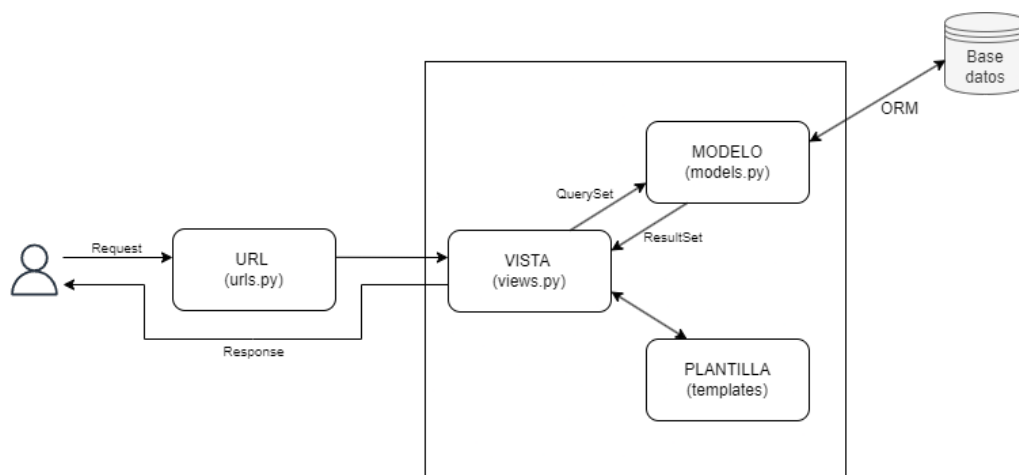 Base
datos
ORM
MODELO
(models.py)
QuerySet
ResultSet
Request
URL
(urls.py)
VISTA
(views.py)
Response
PLANTILLA
(templates)